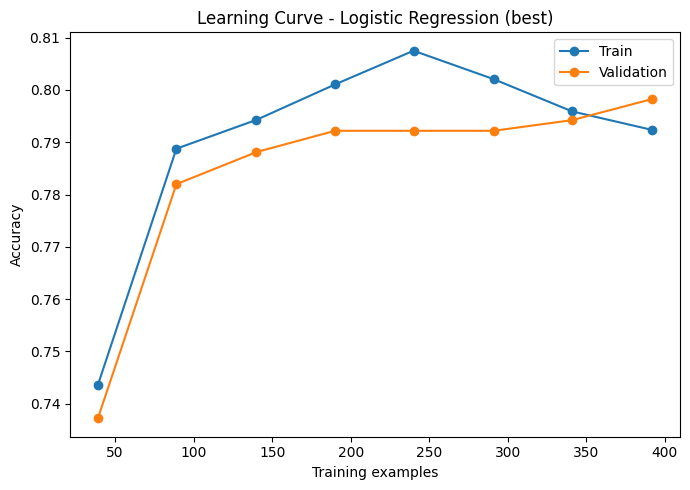 Learning Curve - Logistic Regression (best)
Train
Validation
Accuracy
0.81
0.80
0.79
0.78
0.77
0.76
0.75
0.74
50 100 150 200 250 300 350 400
Training examples